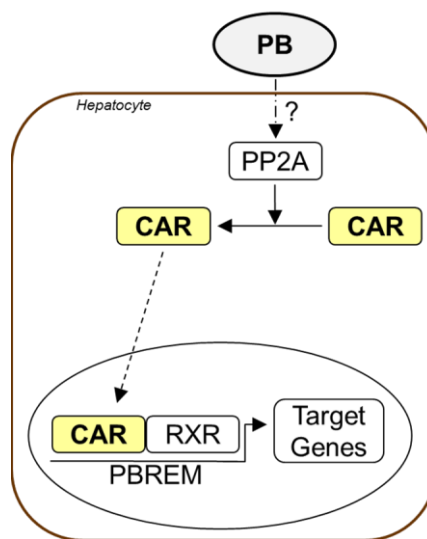 PB
Hepatocyte
?
PP2A
CAR
CAR
CAR
RXR
PBREM
Target
Genes